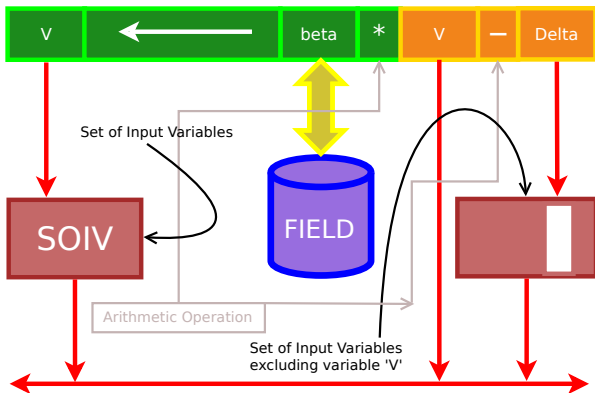 V beta * V − Delta
Set of Input Variables
SOIV
FIELD
Arithmetic Operation
Set of Input Variables
excluding variable 'V'